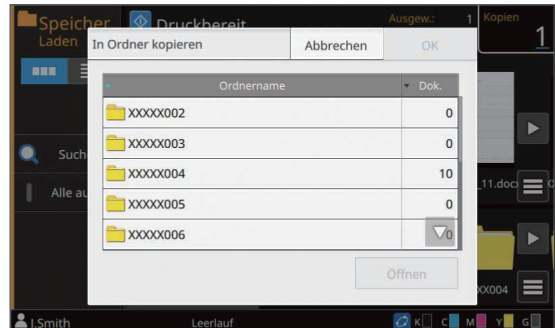 Speicher
Laden
Druckbereit
Ausgew.: 1
Kopien
1
In Ordner kopieren
Abbrechen
OK
Ordnername
Dok.
XXXXX002 0
XXXXX003 0
XXXXX004 10
XXXXX005 0
XXXXX006 0
Öffnen
Such
Alle au
_11.doc
XX004
J.Smith
Leerlauf
K C M Y G